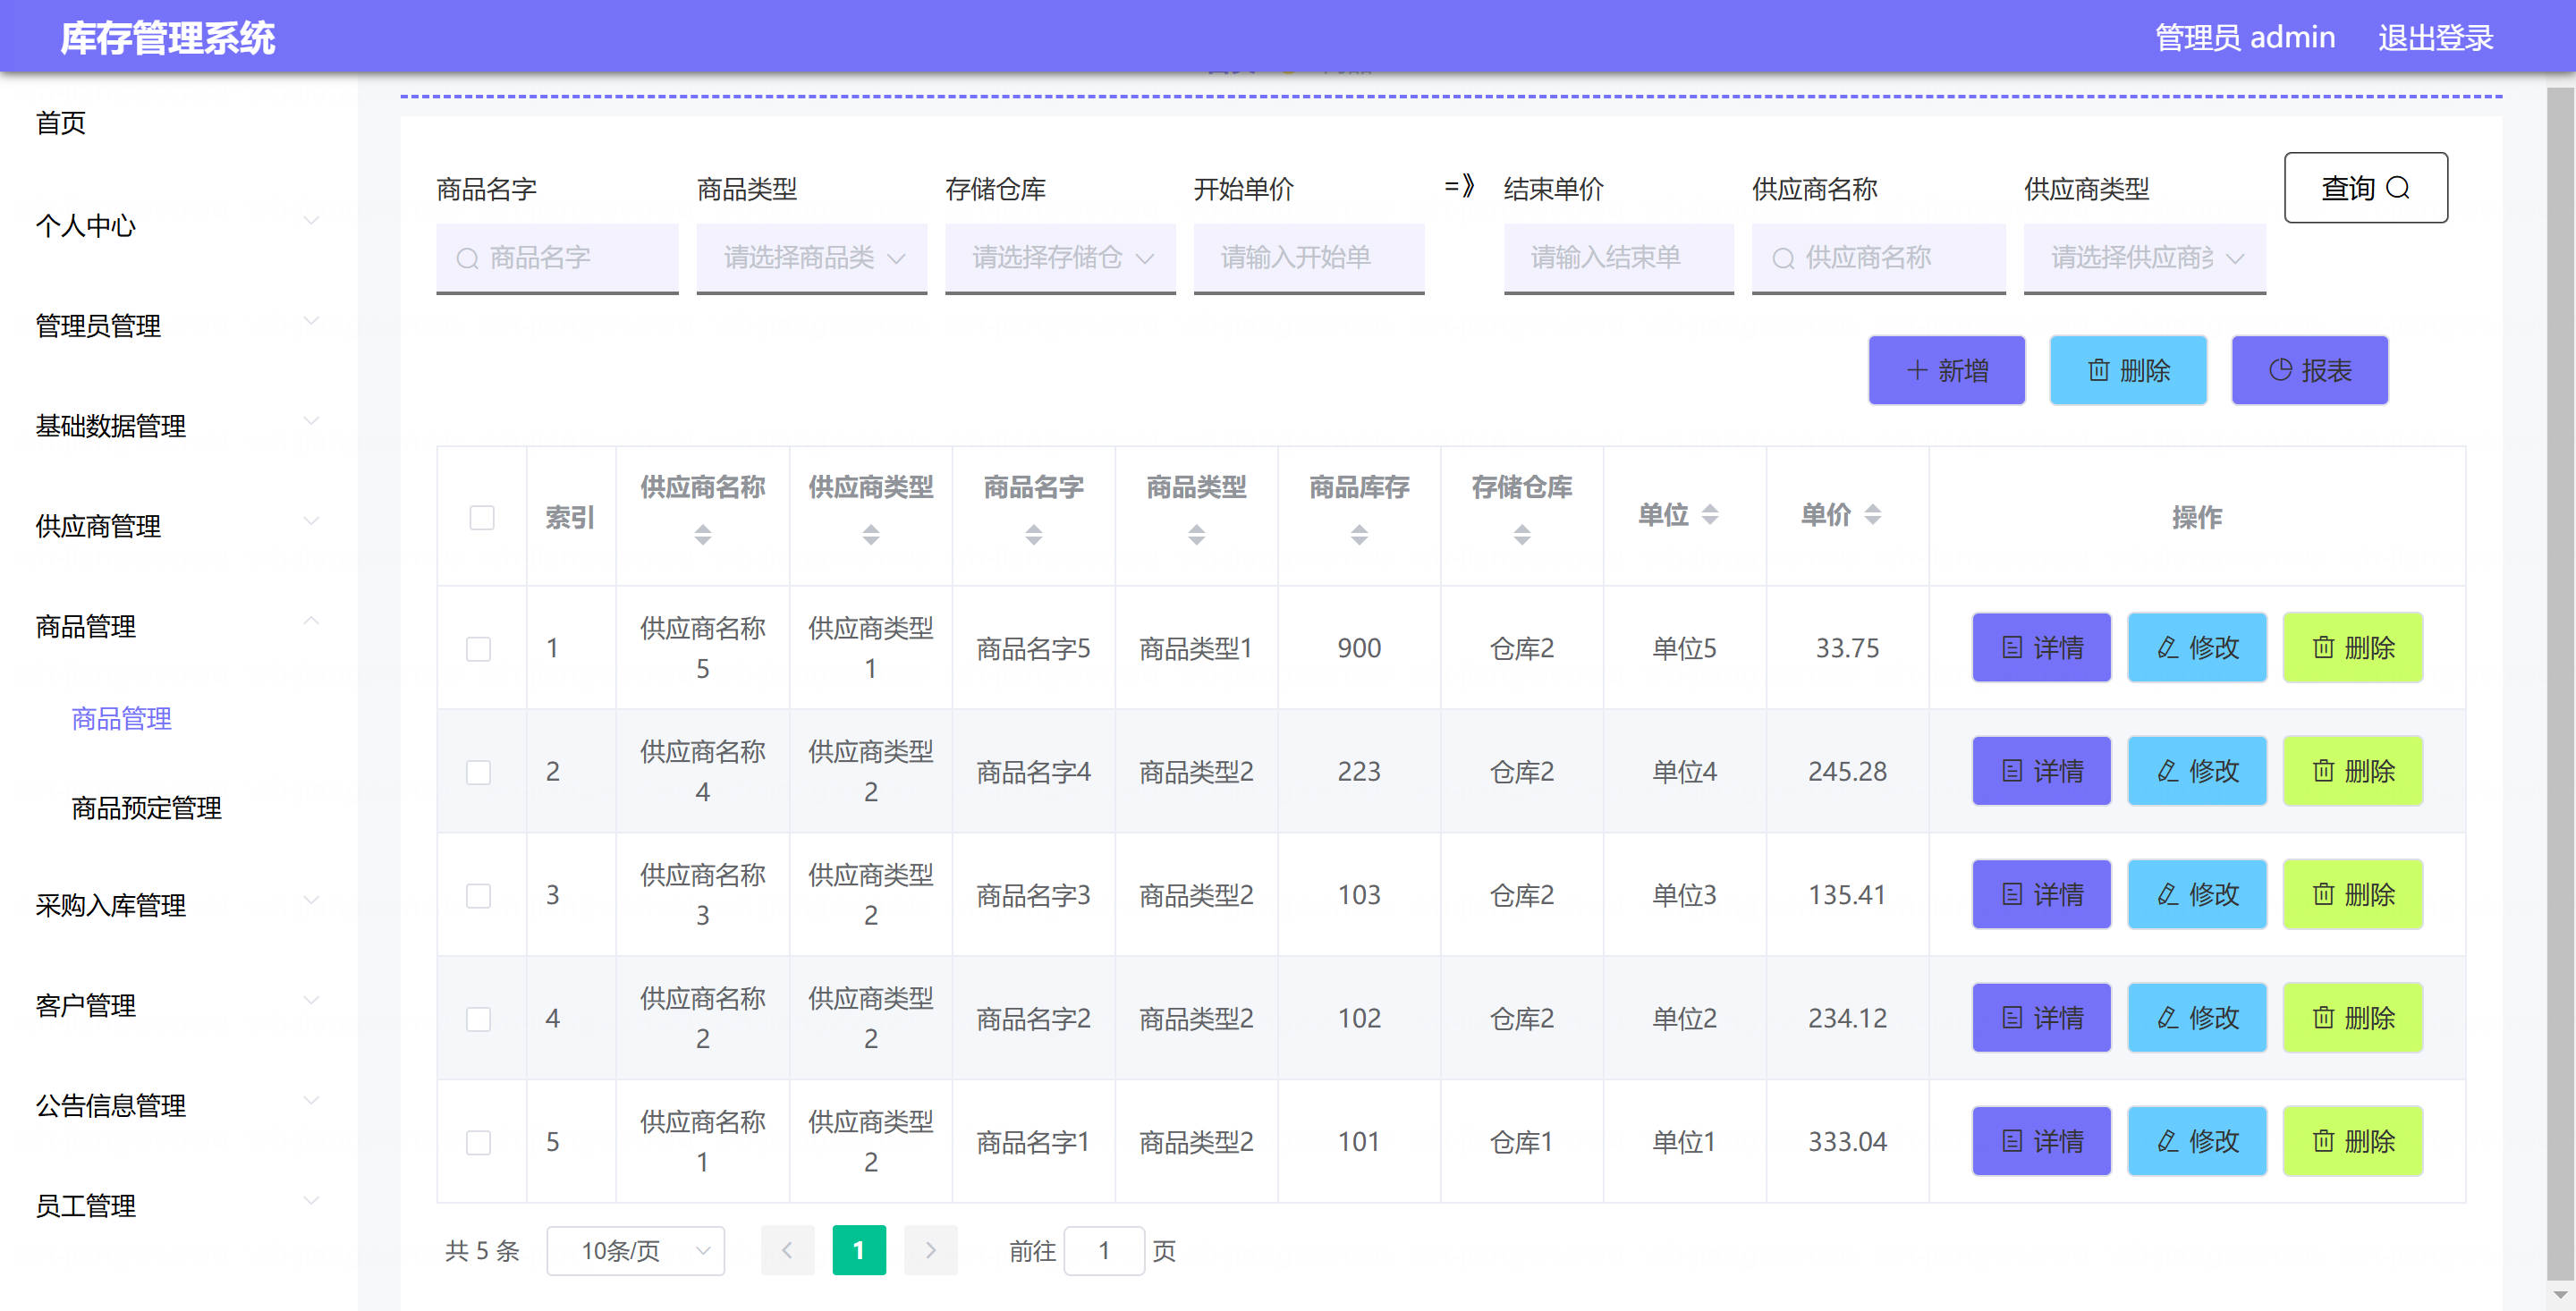 库存管理系统
管理员 admin
退出登录
首页
个人中心
管理员管理
基础数据管理
供应商管理
商品管理
商品管理
商品预定管理
采购入库管理
客户管理
公告信息管理
员工管理
商品名字 商品类型 存储仓库 开始单价 =》 结束单价 供应商名称 供应商类型 查询
商品名字 请选择商品类 请选择存储仓 请输入开始单 请输入结束单 供应商名称 请选择供应商
新增 删除 报表
索引 供应商名称 供应商类型 商品名字 商品类型 商品库存 存储仓库 单位 单价 操作
1 供应商名称5 供应商类型1 商品名字5 商品类型1 900 仓库2 单位5 33.75 详情 修改 删除
2 供应商名称4 供应商类型2 商品名字4 商品类型2 223 仓库2 单位4 245.28 详情 修改 删除
3 供应商名称3 供应商类型2 商品名字3 商品类型2 103 仓库2 单位3 135.41 详情 修改 删除
4 供应商名称2 供应商类型2 商品名字2 商品类型2 102 仓库2 单位2 234.12 详情 修改 删除
5 供应商名称1 供应商类型2 商品名字1 商品类型2 101 仓库1 单位1 333.04 详情 修改 删除
共 5 条 10条/页 1 前往 1 页